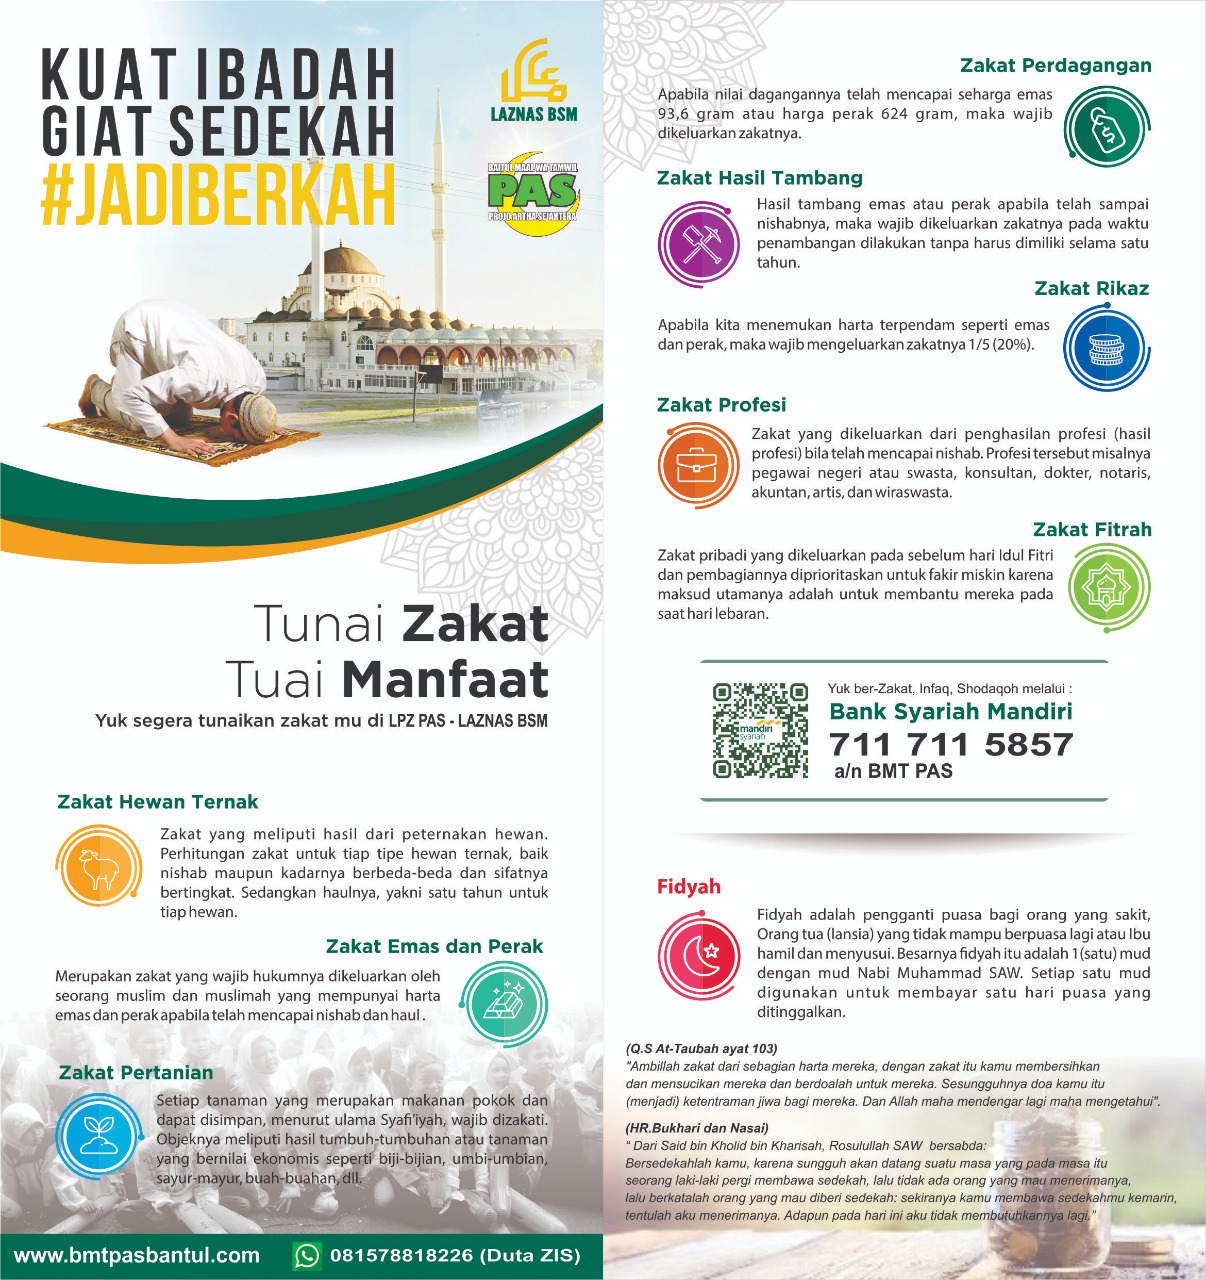 KUAT IBADAH
GIAT SEDEKAH
#JADIBERKAH
LAZNAS BSM
BAITUL MAAL WA TAMWIL
PAS
PROJO ARTHA SEJAHTERA
Tunai Zakat
Tuai Manfaat
Yuk segera tunaikan zakat mu di LPZ PAS - LAZNAS BSM
Zakat Hewan Ternak
Zakat yang meliputi hasil dari peternakan hewan.
Perhitungan zakat untuk tiap tipe hewan ternak, baik
nishab maupun kadarnya berbeda-beda dan sifatnya
bertingkat. Sedangkan haulnya, yakni satu tahun untuk
tiap hewan.
Zakat Emas dan Perak
Merupakan zakat yang wajib hukumnya dikeluarkan oleh
seorang muslim dan muslimah yang mempunyai harta
emas dan perak apabila telah mencapai nishab dan haul .
Zakat Pertanian
Setiap tanaman yang merupakan makanan pokok dan
dapat disimpan, menurut ulama Syafi'iyah, wajib dizakati.
Objeknya meliputi hasil tumbuh-tumbuhan atau tanaman
yang bernilai ekonomis seperti biji-bijian, umbi-umbian,
sayur-mayur, buah-buahan, dll.
www.bmtpasbantul.com
081578818226 (Duta ZIS)
Zakat Perdagangan
Apabila nilai dagangannya telah mencapai seharga emas
93,6 gram atau harga perak 624 gram, maka wajib
dikeluarkan zakatnya.
Zakat Hasil Tambang
Hasil tambang emas atau perak apabila telah sampai
nishabnya, maka wajib dikeluarkan zakatnya pada waktu
penambangan dilakukan tanpa harus dimiliki selama satu
tahun.
Zakat Rikaz
Apabila kita menemukan harta terpendam seperti emas
dan perak, maka wajib mengeluarkan zakatnya 1/5 (20%).
Zakat Profesi
Zakat yang dikeluarkan dari penghasilan profesi (hasil
profesi) bila telah mencapai nishab. Profesi tersebut misalnya
pegawai negeri atau swasta, konsultan, dokter, notaris,
akuntan, artis, dan wiraswasta.
Zakat Fitrah
Zakat pribadi yang dikeluarkan pada sebelum hari Idul Fitri
dan pembagiannya diprioritaskan untuk fakir miskin karena
maksud utamanya adalah untuk membantu mereka pada
saat hari lebaran.
mandiri
syariah
Yuk ber-Zakat, Infaq, Shodaqoh melalui :
Bank Syariah Mandiri
711 711 5857
a/n BMT PAS
Fidyah
Fidyah adalah pengganti puasa bagi orang yang sakit,
Orang tua (lansia) yang tidak mampu berpuasa lagi atau Ibu
hamil dan menyusui. Besarnya fidyah itu adalah 1(satu) mud
dengan mud Nabi Muhammad SAW. Setiap satu mud
digunakan untuk membayar satu hari puasa yang
ditinggalkan.
(Q.S At-Taubah ayat 103)
"Ambillah zakat dari sebagian harta mereka, dengan zakat itu kamu membersihkan
dan mensucikan mereka dan berdoalah untuk mereka. Sesungguhnya doa kamu itu
(menjadi) ketentraman jiwa bagi mereka. Dan Allah maha mendengar lagi maha mengetahui".
(HR.Bukhari dan Nasai)
" Dari Said bin Kholid bin Kharisah, Rosulullah SAW bersabda:
Bersedekahlah kamu, karena sungguh akan datang suatu masa yang pada masa itu
seorang laki-laki pergi membawa sedekah, lalu tidak ada orang yang mau menerimanya,
lalu berkatalah orang yang mau diberi sedekah: sekiranya kamu membawa sedekahmu kemarin,
tentulah aku menerimanya. Adapun pada hari ini aku tidak membutuhkannya lagi."